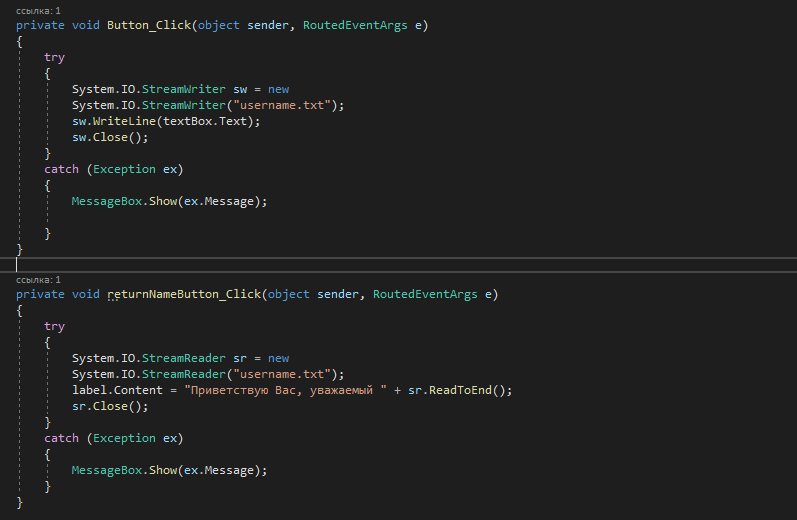 ссылка: 1
private void Button_Click(object sender, RoutedEventArgs e)
{
try
{
System.IO.StreamWriter sw = new
System.IO.StreamWriter("username.txt");
sw.WriteLine(textBox.Text);
sw.Close();
}
catch (Exception ex)
{
MessageBox.Show(ex.Message);
}
}
ссылка: 1
private void returnNameButton_Click(object sender, RoutedEventArgs e)
{
try
{
System.IO.StreamReader sr = new
System.IO.StreamReader("username.txt");
label.Content = "Приветствую Вас, уважаемый " + sr.ReadToEnd();
sr.Close();
}
catch (Exception ex)
{
MessageBox.Show(ex.Message);
}
}